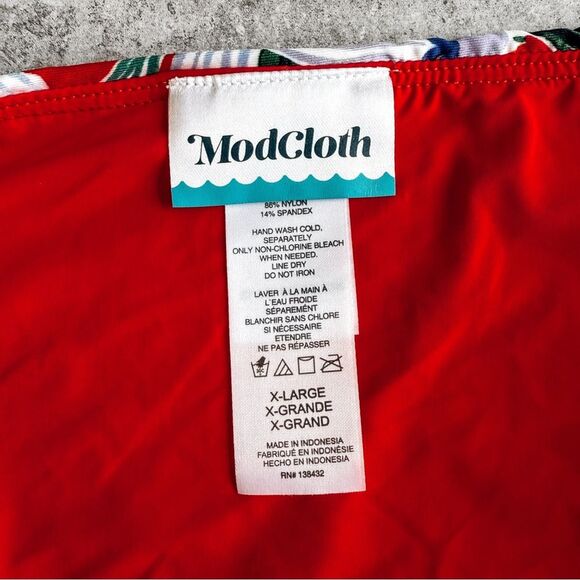 ModCloth
86% NYLON
14% SPANDEX
HAND WASH COLD,
SEPARATELY
ONLY NON-CHLORINE BLEACH
WHEN NEEDED.
LINE DRY
DO NOT IRON
LAVER À LA MAIN À
L'EAU FROIDE
SÉPARÉMENT
BLANCHIR SANS CHLORE
SI NÉCESSAIRE
ETENDRE
NE PAS RÉPASSER
X-LARGE
X-GRANDE
X-GRAND
MADE IN INDONESIA
FABRIQUÉ EN INDONÉSIE
HECHO EN INDONESIA
RN# 138432